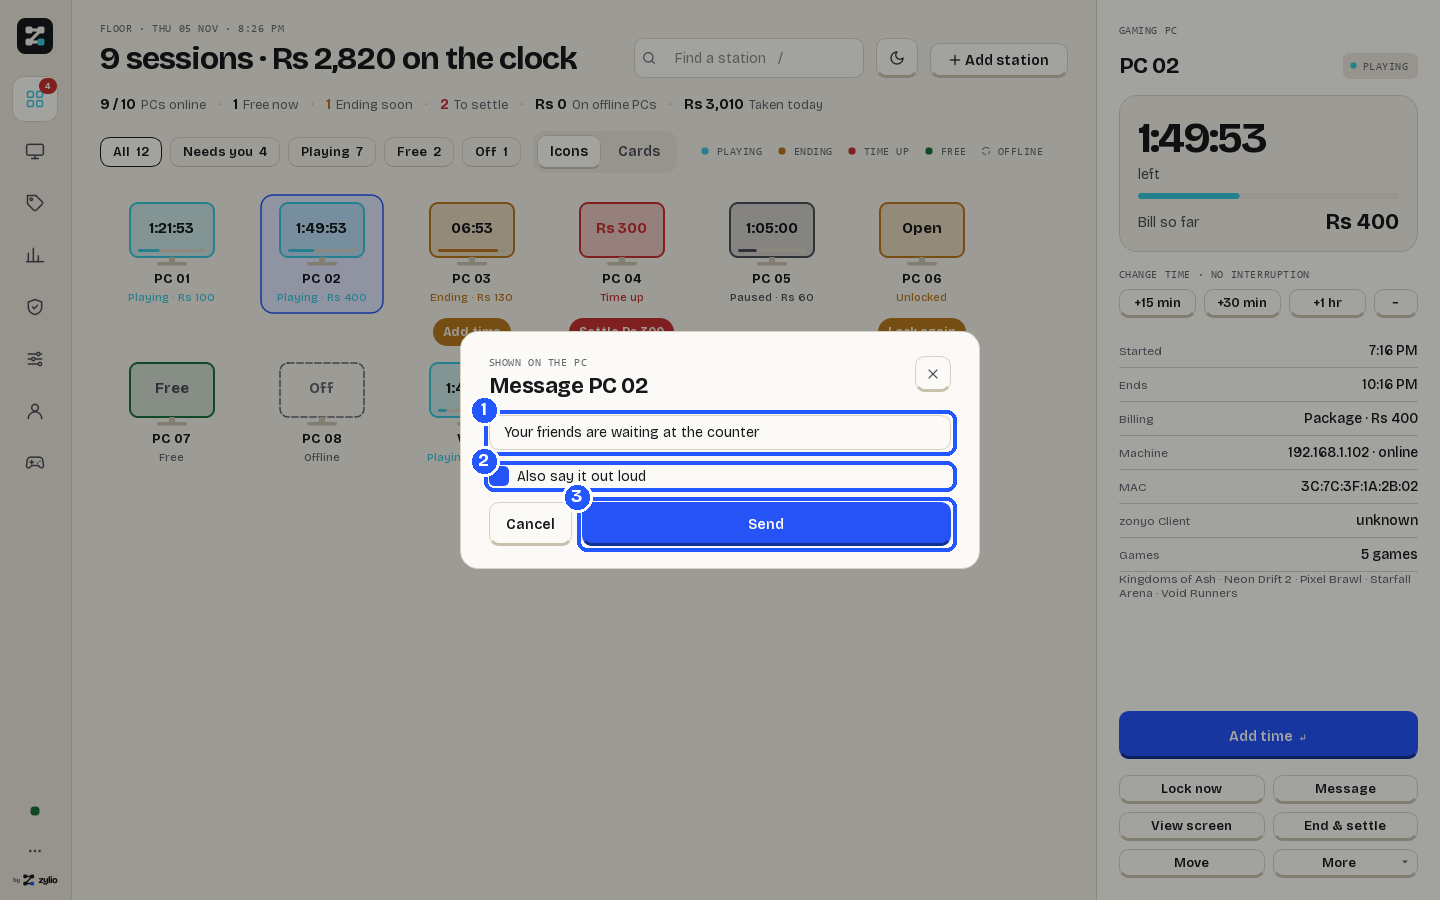 FLOOR · THU 05 NOV · 8:26 PM
9 sessions · Rs 2,820 on the clock
Find a station /
+ Add station
9 / 10 PCs online · 1 Free now · 1 Ending soon · 2 To settle · Rs 0 On offline PCs · Rs 3,010 Taken today
All 12 Needs you 4 Playing 7 Free 2 Off 1 Icons Cards PLAYING ENDING TIME UP FREE OFFLINE
4
1:21:53 1:49:53 06:53 Rs 300 1:05:00 Open
PC 01 PC 02 PC 03 PC 04 PC 05 PC 06
Playing · Rs 100 Playing · Rs 400 Ending · Rs 130 Time up Paused · Rs 60 Unlocked
Add time Settle Rs 300 Lock again
Free Off
PC 07 PC 08
Free Offline
SHOWN ON THE PC
Message PC 02
1
Your friends are waiting at the counter
2
Also say it out loud
3
Cancel Send
GAMING PC
PC 02 PLAYING
1:49:53
left
Bill so far Rs 400
CHANGE TIME · NO INTERRUPTION
+15 min +30 min +1 hr −
Started 7:16 PM
Ends 10:16 PM
Billing Package · Rs 400
Machine 192.168.1.102 · online
MAC 3C:7C:3F:1A:2B:02
zonyo Client unknown
Games 5 games
Kingdoms of Ash · Neon Drift 2 · Pixel Brawl · Starfall
Arena · Void Runners
Add time ↲
Lock now Message
View screen End & settle
Move More
by zylio